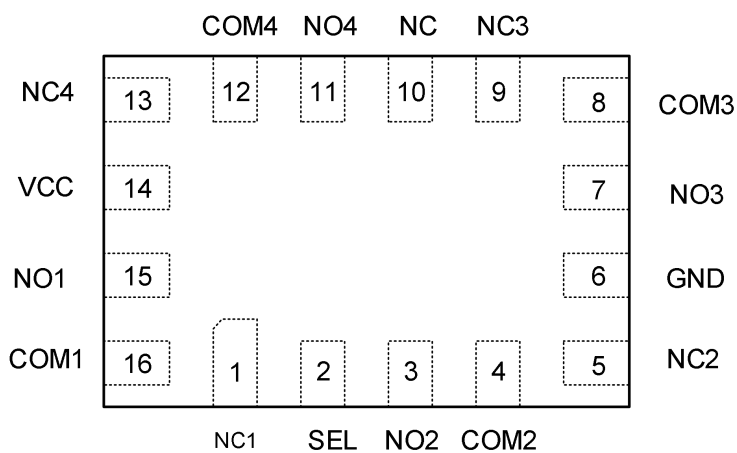 COM4 NO4 NC NC3
NC4 13 12 11 10 9 8 COM3
VCC 14 7 NO3
NO1 15 6 GND
COM1 16 1 2 3 4 5 NC2
NC1 SEL NO2 COM2